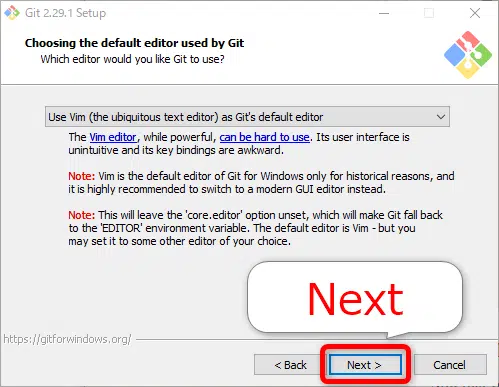 Git 2.29.1 Setup
Choosing the default editor used by Git
Which editor would you like Git to use?
Use Vim (the ubiquitous text editor) as Git's default editor
The Vim editor, while powerful, can be hard to use. Its user interface is
unintuitive and its key bindings are awkward.
Note: Vim is the default editor of Git for Windows only for historical reasons, and
it is highly recommended to switch to a modern GUI editor instead.
Note: This will leave the 'core.editor' option unset, which will make Git fall back
to the 'EDITOR' environment variable. The default editor is Vim - but you
may set it to some other editor of your choice.
Next
https://gitforwindows.org/
< Back Next > Cancel